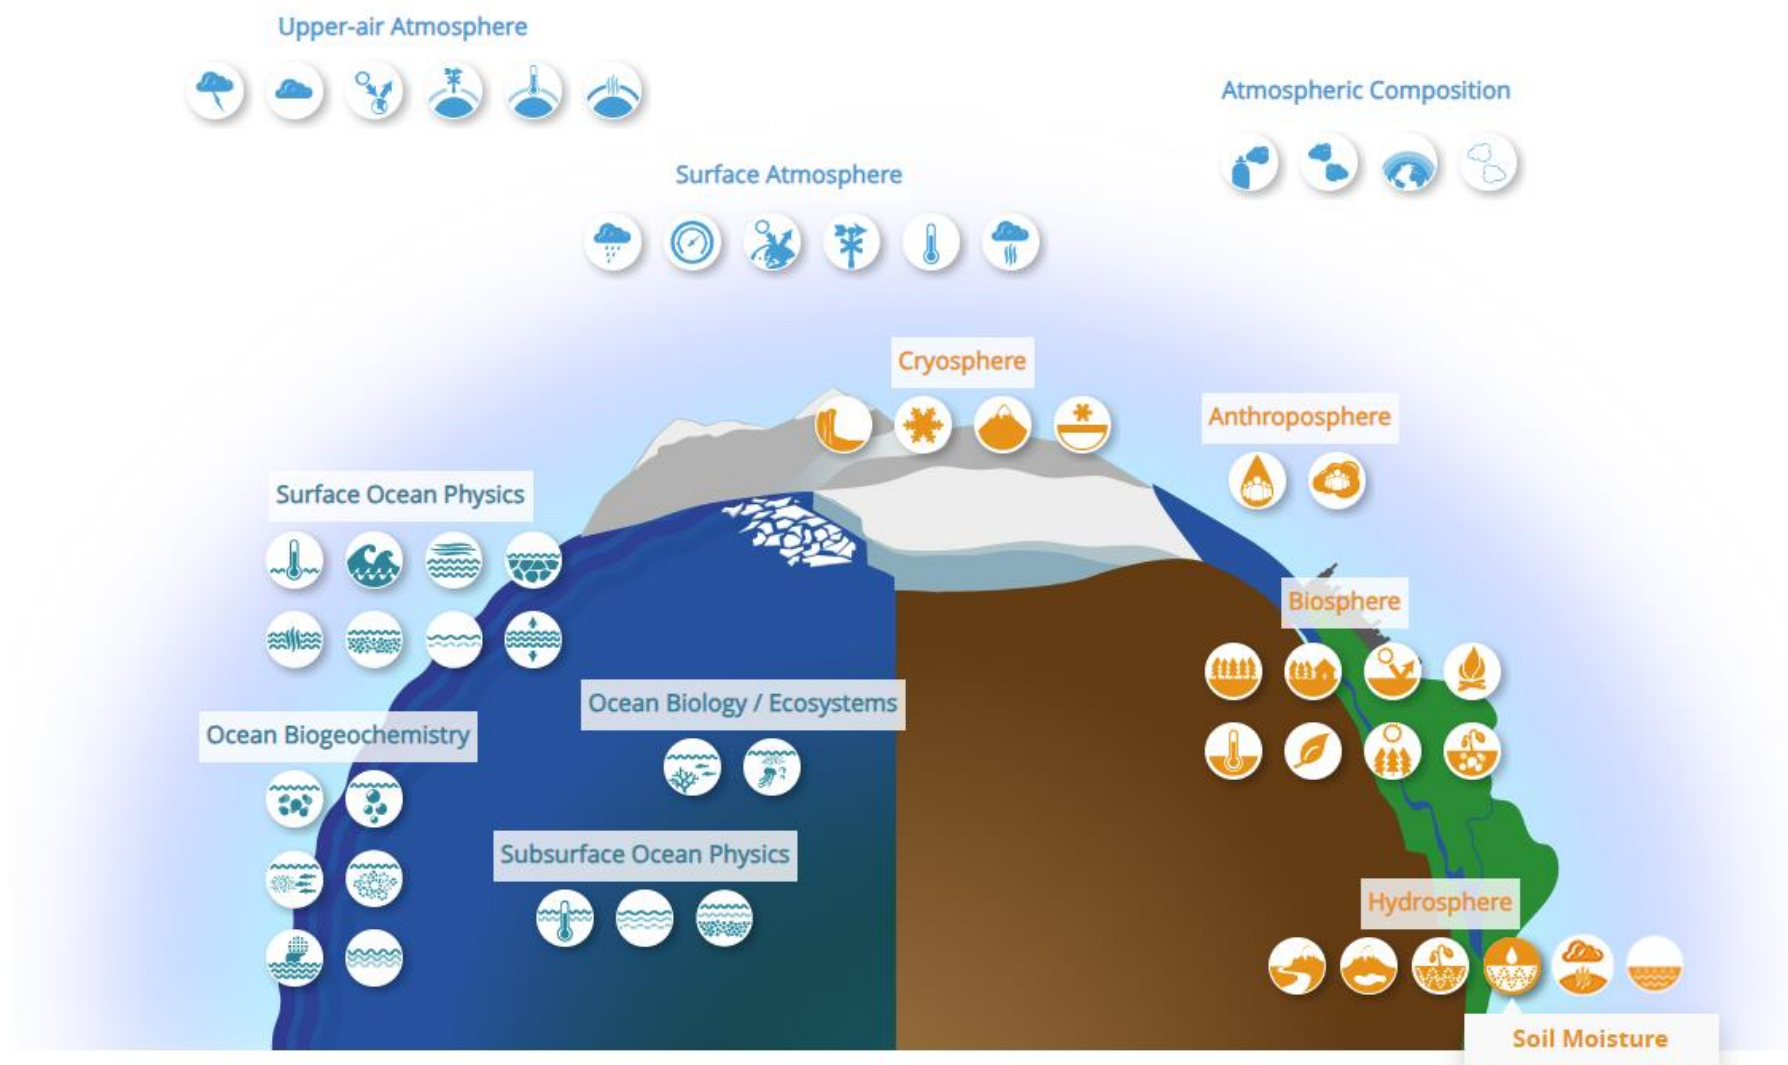 Upper-air Atmosphere
Atmospheric Composition
Surface Atmosphere
Cryosphere
Anthroposphere
Surface Ocean Physics
Biosphere
Ocean Biology / Ecosystems
Ocean Biogeochemistry
Subsurface Ocean Physics
Hydrosphere
Soil Moisture